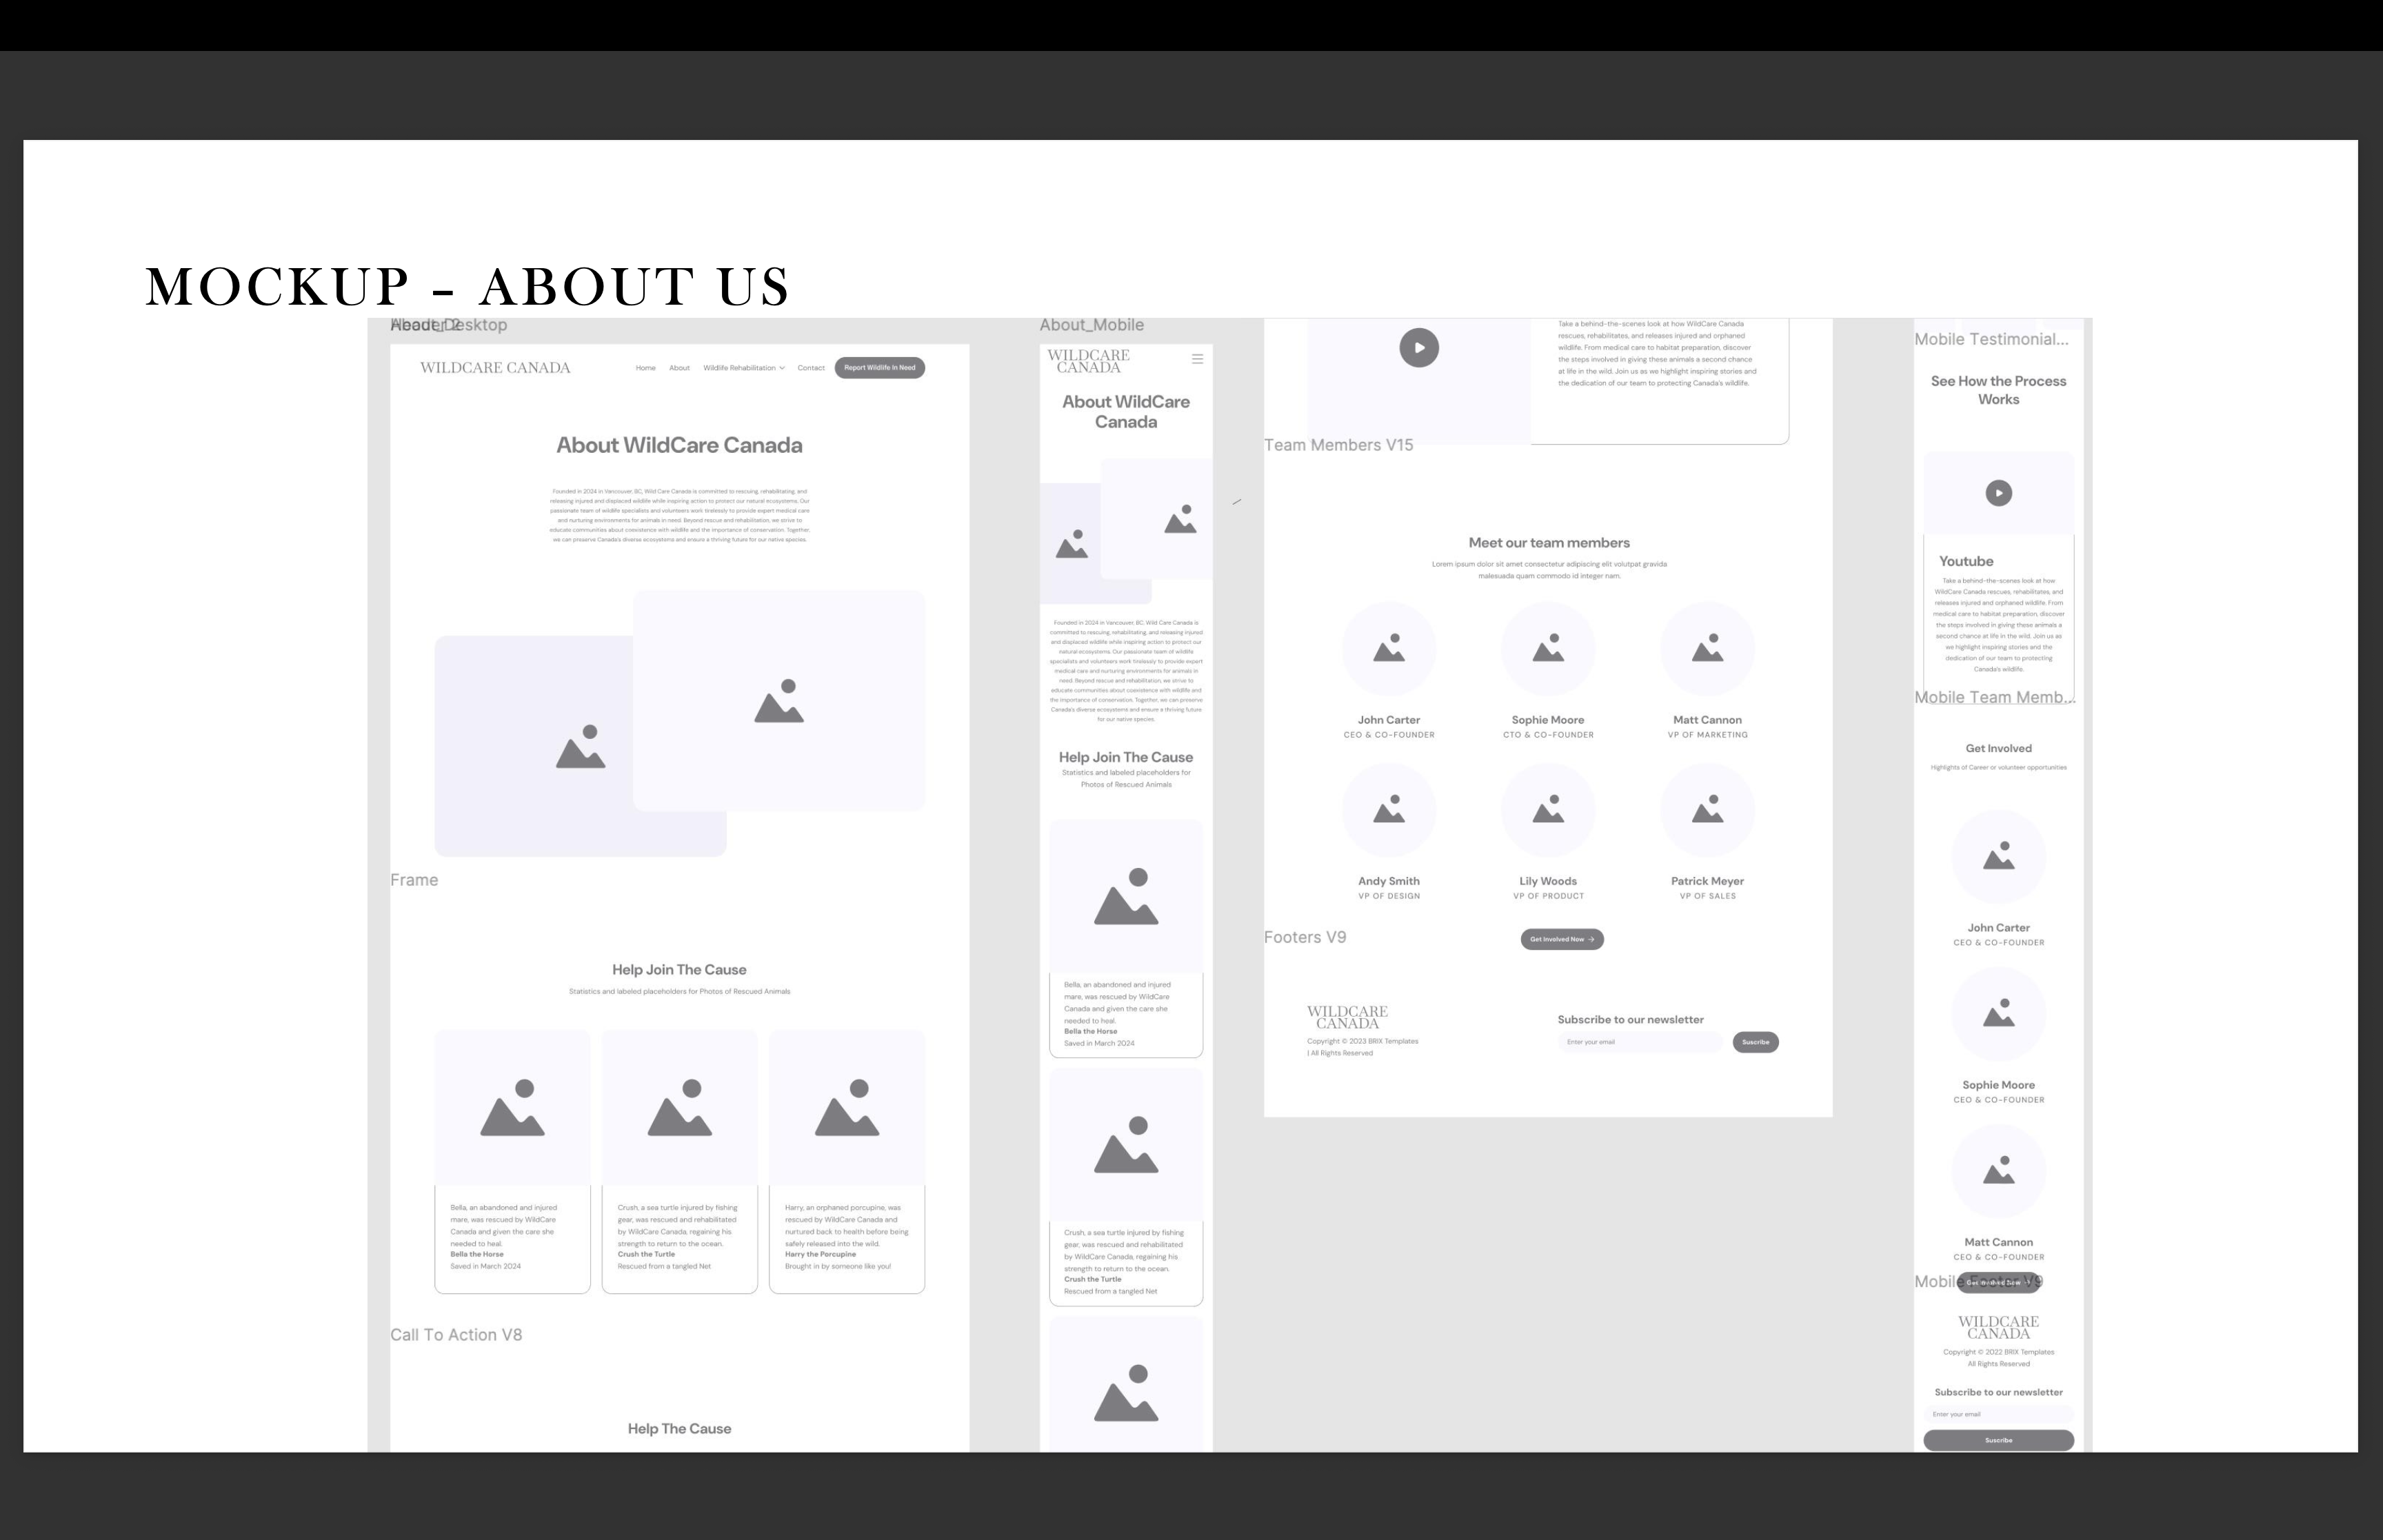 MOCKUP - ABOUT US
About_Desktop
Header 2
WILDCARE CANADA
Home
About
Wildlife Rehabilitation
Contact
Report Wildlife In Need
About WildCare Canada
Founded in 2024 in Vancouver, BC, Wild Care Canada is committed to rescuing, rehabilitating, and
releasing injured and displaced wildlife while inspiring action to protect our natural ecosystems. Our
passionate team of wildlife specialists and volunteers work tirelessly to provide expert medical care
and nurturing environments for animals in need. Beyond rescue and rehabilitation, we strive to
educate communities about coexistence with wildlife and the importance of conservation. Together,
we can preserve Canada's diverse ecosystems and ensure a thriving future for our native species.
Frame
Help Join The Cause
Statistics and labeled placeholders for Photos of Rescued Animals
Bella, an abandoned and injured
mare, was rescued by WildCare
Canada and given the care she
needed to heal.
Bella the Horse
Saved in March 2024
Crush, a sea turtle injured by fishing
gear, was rescued and rehabilitated
by WildCare Canada, regaining his
strength to return to the ocean.
Crush the Turtle
Rescued from a tangled Net
Harry, an orphaned porcupine, was
rescued by WildCare Canada and
nurtured back to health before being
safely released into the wild.
Harry the Porcupine
Brought in by someone like you!
Call To Action V8
Help The Cause
About_Mobile
WILDCARE
CANADA
About WildCare
Canada
Founded in 2024 in Vancouver, BC, Wild Care Canada is
committed to rescuing, rehabilitating, and releasing injured
and displaced wildlife while inspiring action to protect our
natural ecosystems. Our passionate team of wildlife
specialists and volunteers work tirelessly to provide expert
medical care and nurturing environments for animals in
need. Beyond rescue and rehabilitation, we strive to
educate communities about coexistence with wildlife and
the importance of conservation. Together, we can preserve
Canada's diverse ecosystems and ensure a thriving future
for our native species.
Help Join The Cause
Statistics and labeled placeholders for
Photos of Rescued Animals
Bella, an abandoned and injured
mare, was rescued by WildCare
Canada and given the care she
needed to heal.
Bella the Horse
Saved in March 2024
Crush, a sea turtle injured by fishing
gear, was rescued and rehabilitated
by WildCare Canada, regaining his
strength to return to the ocean.
Crush the Turtle
Rescued from a tangled Net
Take a behind-the-scenes look at how WildCare Canada
rescues, rehabilitates, and releases injured and orphaned
wildlife. From medical care to habitat preparation, discover
the steps involved in giving these animals a second chance
at life in the wild. Join us as we highlight inspiring stories and
the dedication of our team to protecting Canada's wildlife.
Team Members V15
Meet our team members
Lorem ipsum dolor sit amet consectetur adipiscing elit volutpat gravida
malesuada quam commodo id integer nam.
John Carter
CEO & CO-FOUNDER
Sophie Moore
CTO & CO-FOUNDER
Matt Cannon
VP OF MARKETING
Andy Smith
VP OF DESIGN
Lily Woods
VP OF PRODUCT
Patrick Meyer
VP OF SALES
Footers V9
Get Involved Now
WILDCARE
CANADA
Copyright © 2023 BRIX Templates
| All Rights Reserved
Subscribe to our newsletter
Enter your email
Suscribe
Mobile Testimonial...
See How the Process
Works
Youtube
Take a behind-the-scenes look at how
WildCare Canada rescues, rehabilitates, and
releases injured and orphaned wildlife. From
medical care to habitat preparation, discover
the steps involved in giving these animals a
second chance at life in the wild. Join us as
we highlight inspiring stories and the
dedication of our team to protecting
Canada's wildlife.
Mobile Team Memb...
Get Involved
Highlights of Career or volunteer opportunities
John Carter
CEO & CO-FOUNDER
Sophie Moore
CEO & CO-FOUNDER
Matt Cannon
CEO & CO-FOUNDER
Mobile Footer V9
Get Involved Now
WILDCARE
CANADA
Copyright © 2022 BRIX Templates
All Rights Reserved
Subscribe to our newsletter
Enter your email
Suscribe